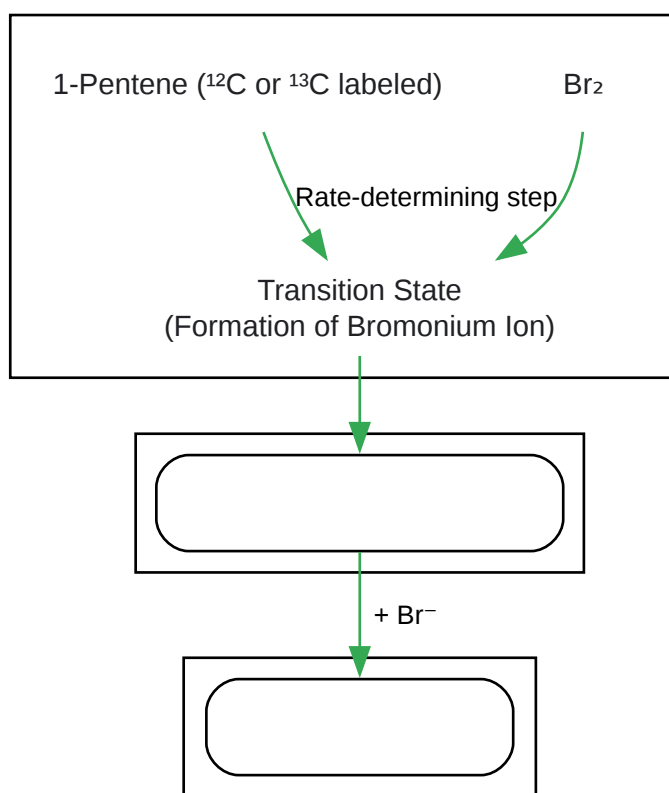 1-Pentene (¹²C or ¹³C labeled) Br₂
Rate-determining step
Transition State
(Formation of Bromonium Ion)
+ Br⁻